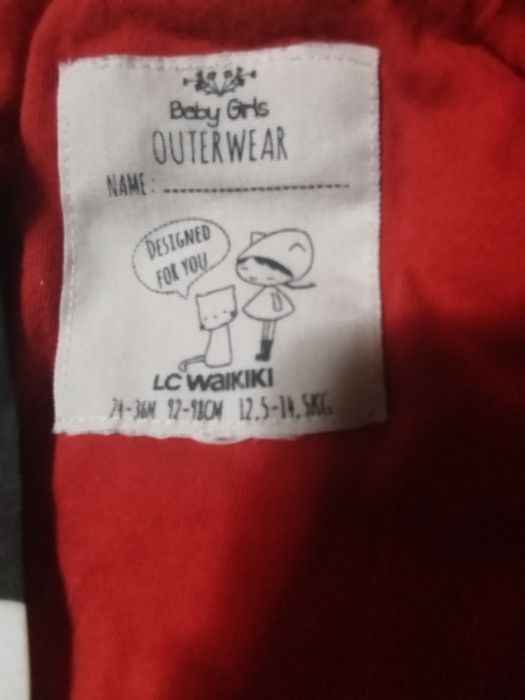 Baby Girls
OUTERWEAR
NAME: --------------------
DESIGNED
FOR YOU
LC WAIKIKI
24-36M 92-98CM 12,5-14,5KG